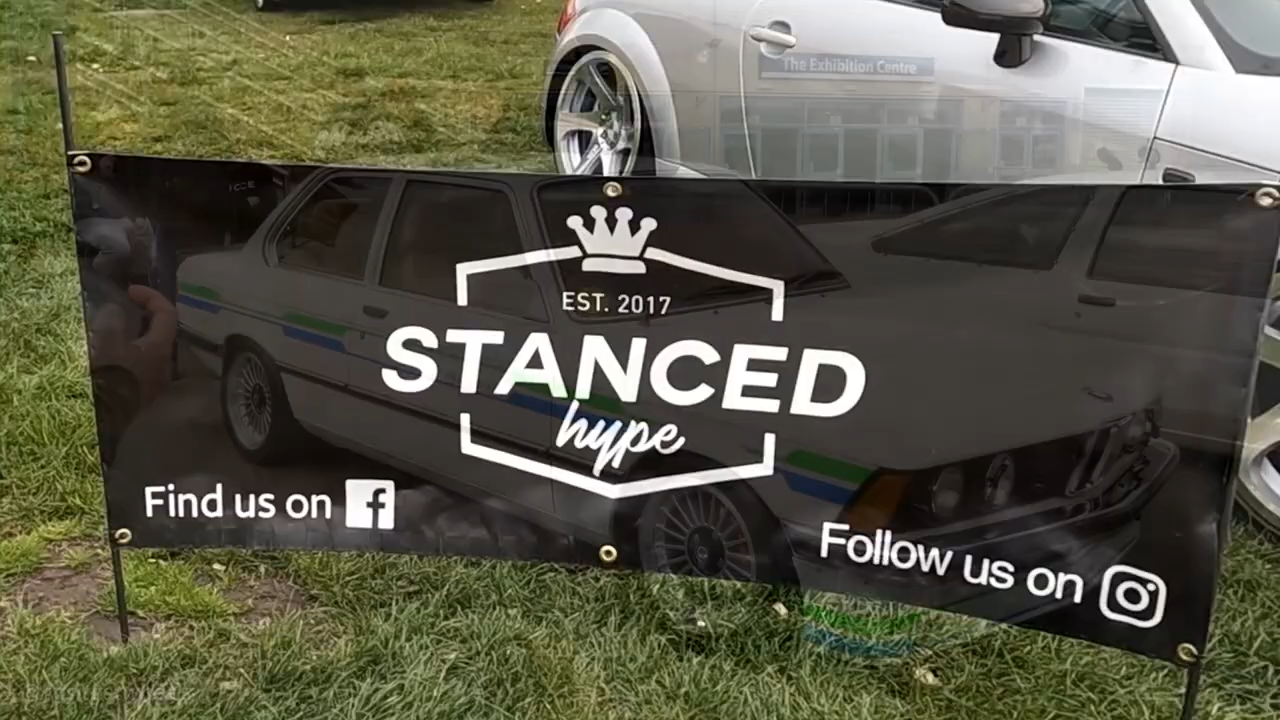 The Exhibition Centre
EST. 2017
STANCED
hype
Find us on
Follow us on